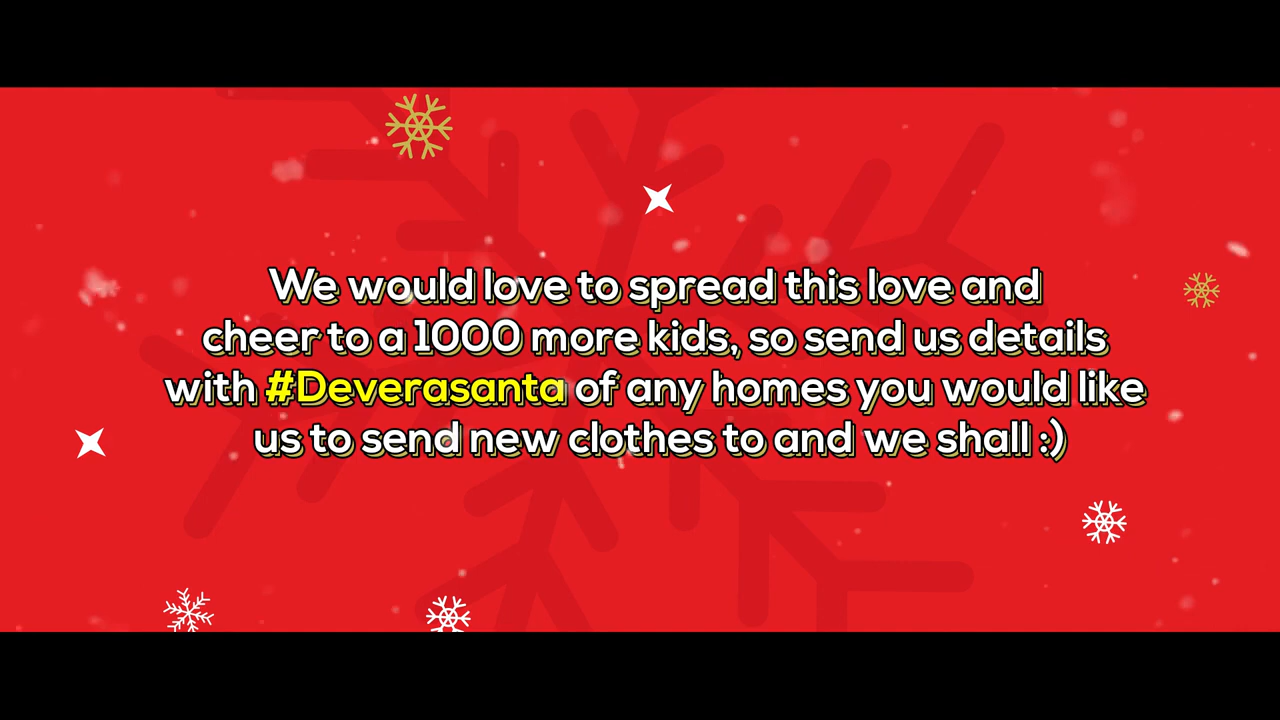 We would love to spread this love and
cheer to a 1000 more kids, so send us details
with #Deverasanta of any homes you would like
us to send new clothes to and we shall :)